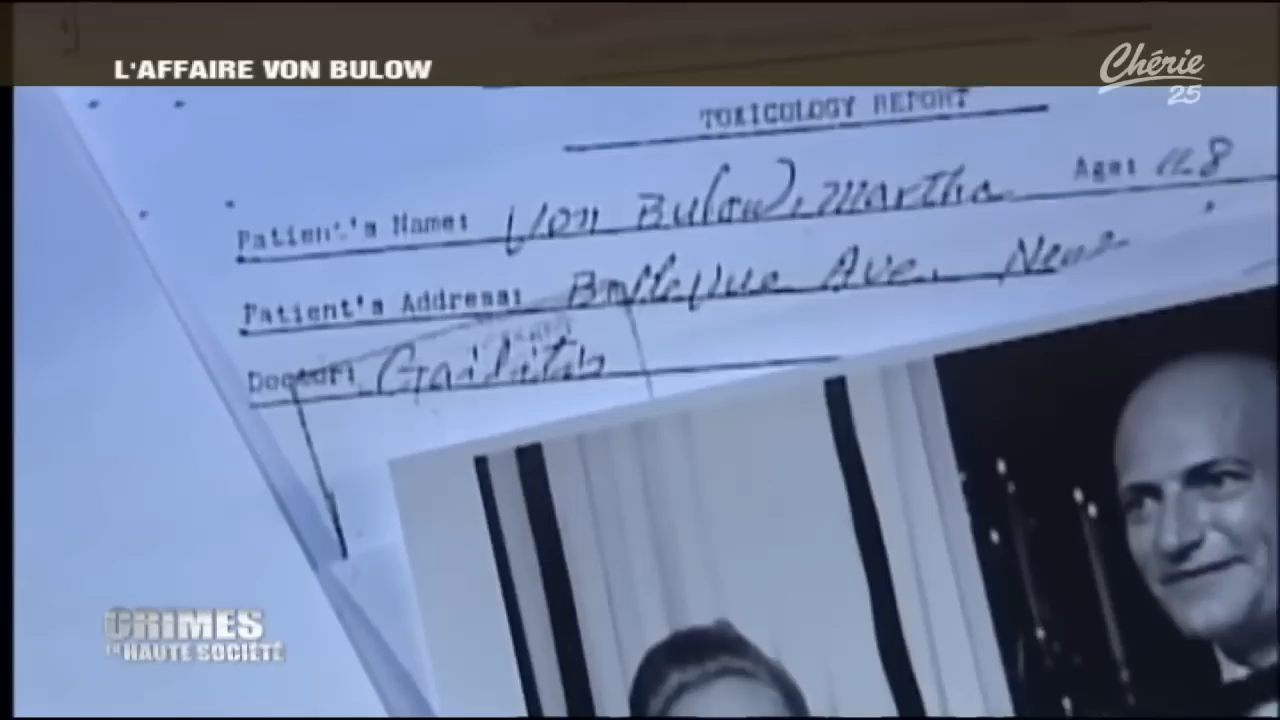 L'AFFAIRE VON BULOW
Chérie
25
TOXICOLOGY REPORT
Patient's Name: Von Bulow, Martha Age: 48
Patient's Address: Bellevue Ave. New
Doctor:
CRIMES
EN HAUTE SOCIÉTÉ